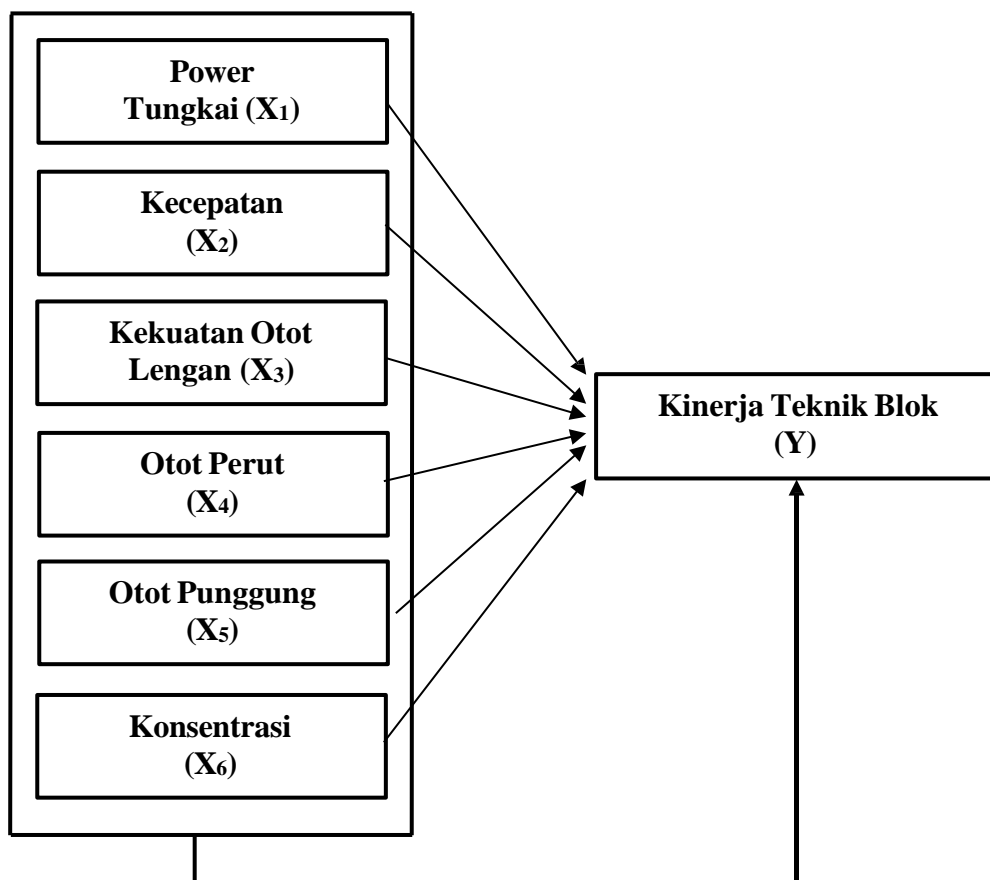 Power
Tungkai (X₁)
Kecepatan
(X₂)
Kekuatan Otot
Lengan (X₃)
Otot Perut
(X₄)
Otot Punggung
(X₅)
Konsentrasi
(X₆)
Kinerja Teknik Blok
(Y)